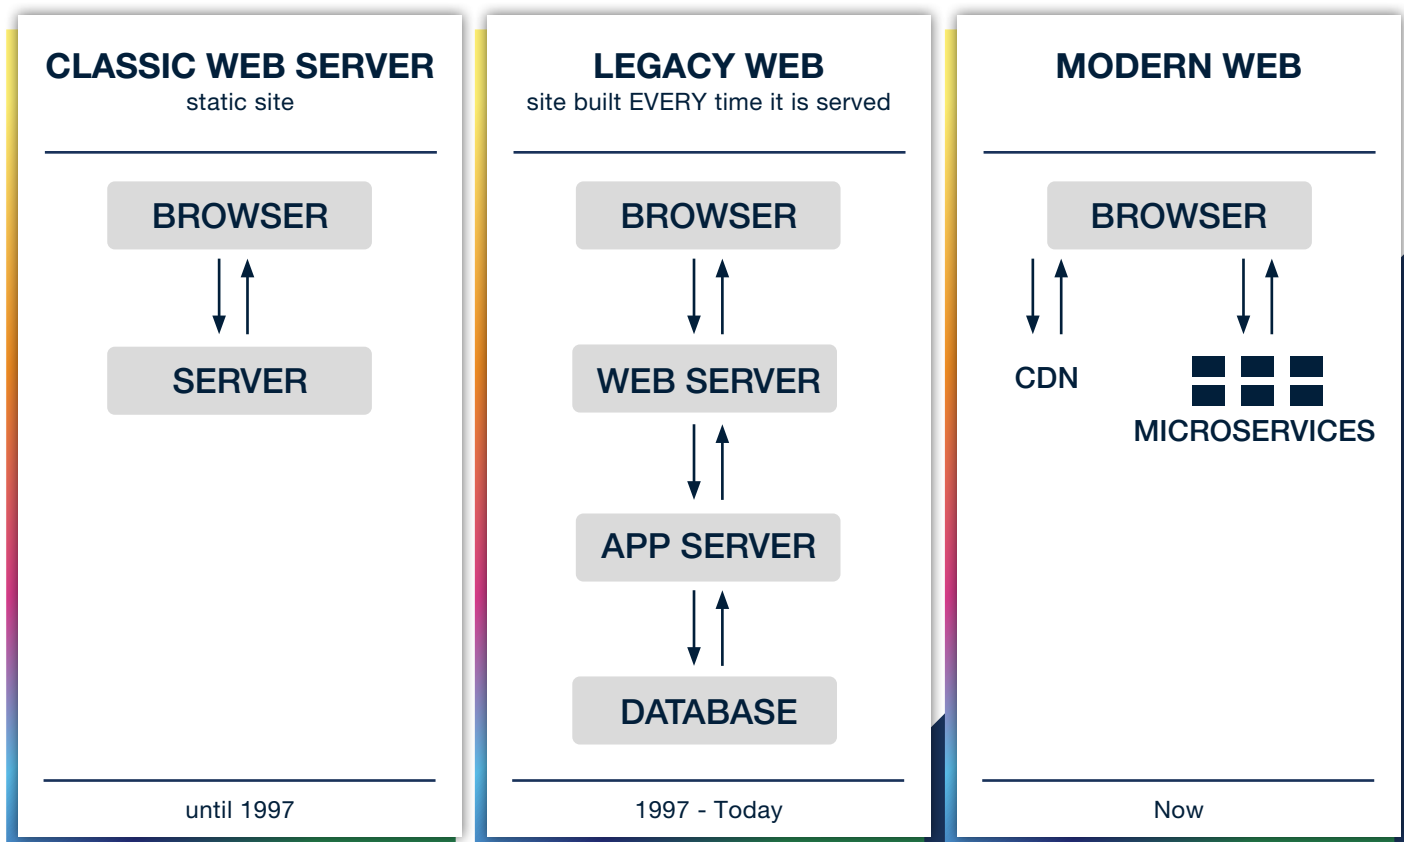 CLASSIC WEB SERVER
static site
BROWSER
SERVER
until 1997
LEGACY WEB
site built EVERY time it is served
BROWSER
WEB SERVER
APP SERVER
DATABASE
1997 - Today
MODERN WEB
BROWSER
CDN
MICROSERVICES
Now